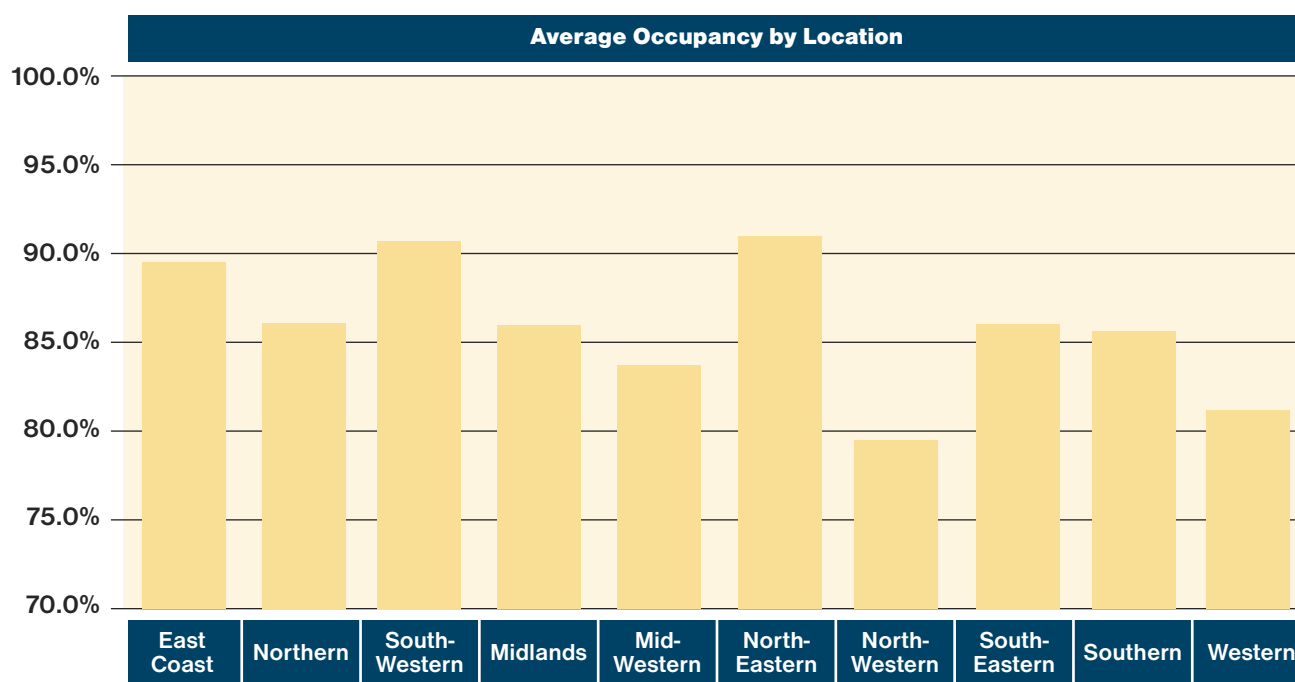 Average Occupancy by Location
100.0%
95.0%
90.0%
85.0%
80.0%
75.0%
70.0%
East
Coast
Northern
South-
Western
Midlands
Mid-
Western
North-
Eastern
North-
Western
South-
Eastern
Southern
Western